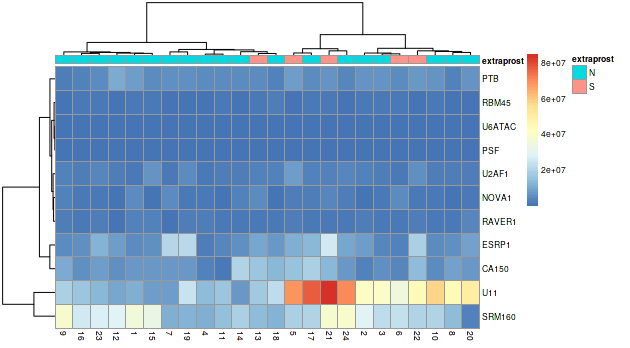 extraprost
extraprost
N
S
PTB
RBM45
U6ATAC
PSF
U2AF1
NOVA1
RAVER1
ESRP1
CA150
U11
SRM160
8e+07
6e+07
4e+07
2e+07
9 16 23 12 1 15 7 19 4 11 14 13 18 5 17 21 24 2 3 6 22 10 8 20